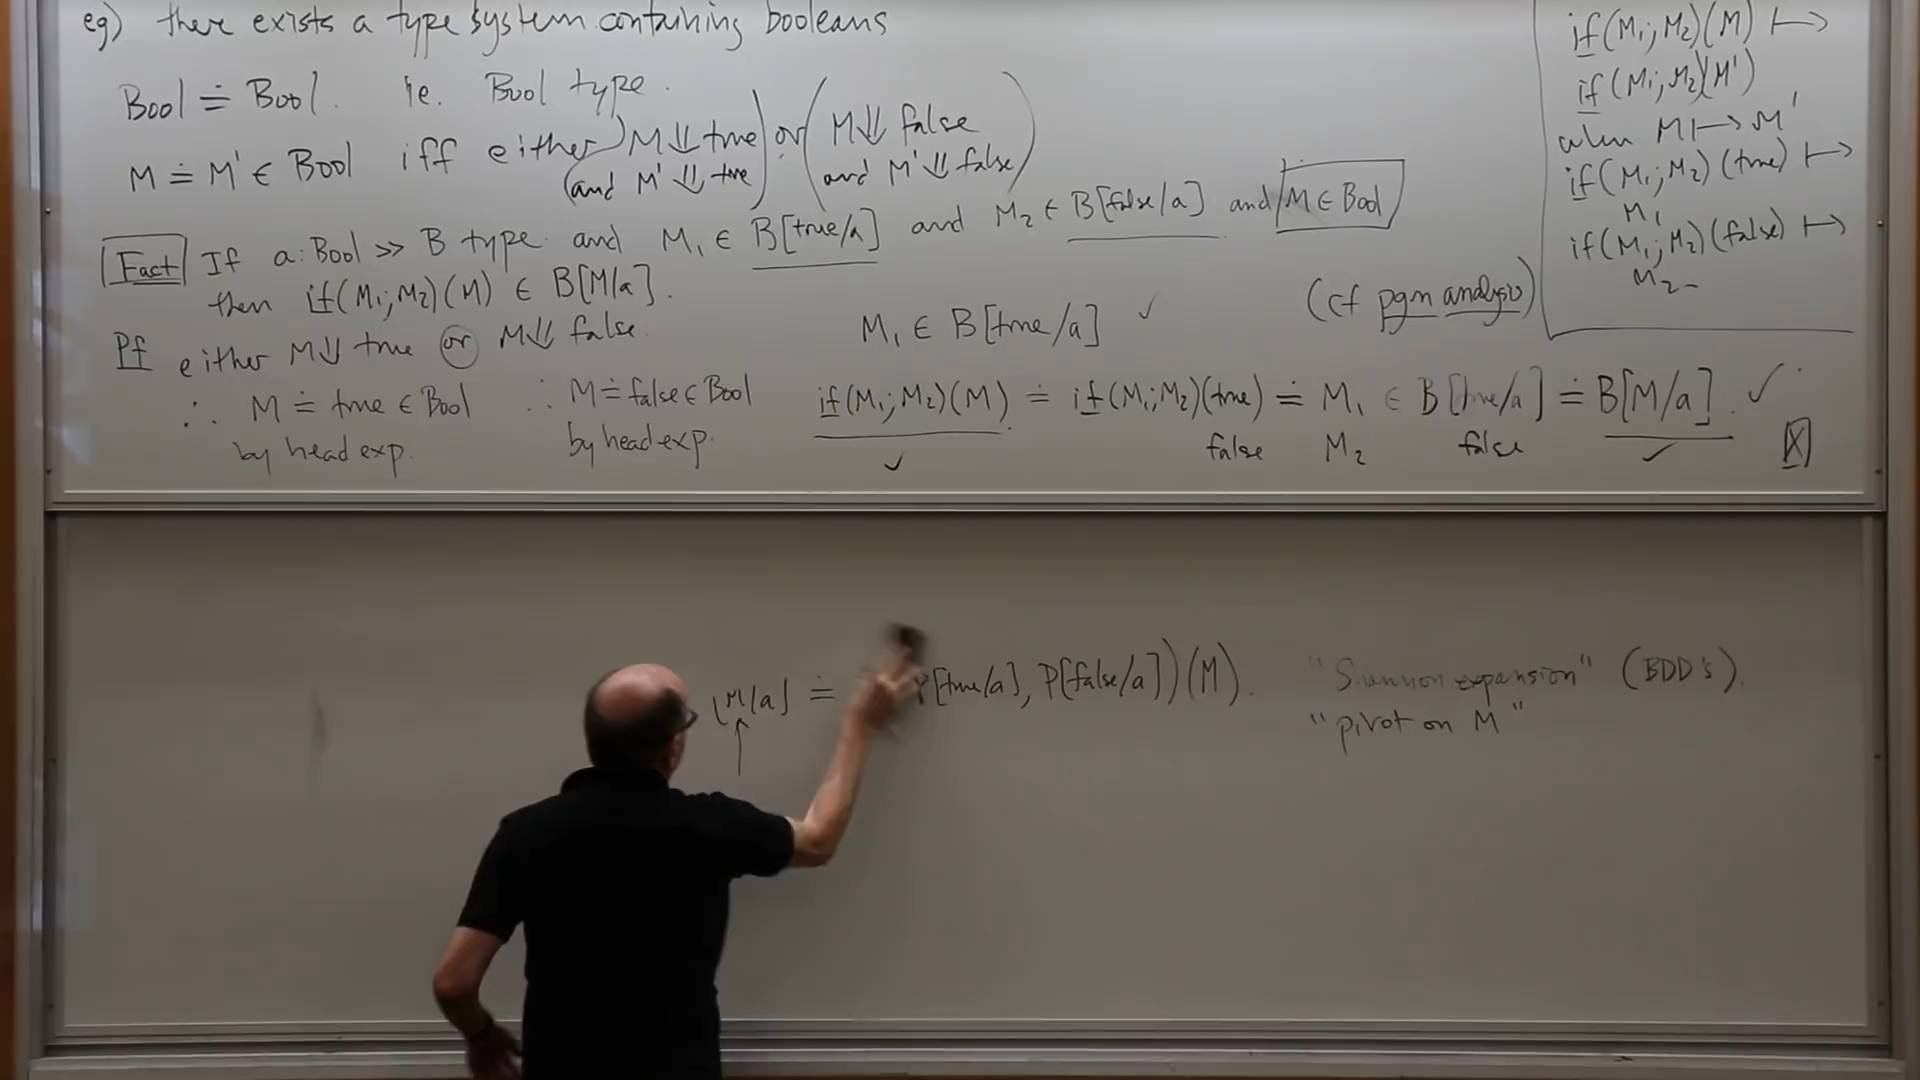 eg) there exists a type system containing booleans
Bool ≐ Bool. ie. Bool type.
M ≐ M' ∈ Bool iff either (M ⇓ true and M' ⇓ true) or (M ⇓ false and M' ⇓ false)
Fact If a:Bool ≫ B type and M₁ ∈ B[true/a] and M₂ ∈ B[false/a] and M ∈ Bool
then if(M₁;M₂)(M) ∈ B[M/a].
Pf either M ⇓ true or M ⇓ false.
∴ M ≐ true ∈ Bool
by head exp.
∴ M ≐ false ∈ Bool
by head exp.
M₁ ∈ B[true/a] ✓
(cf pgm analysis)
if(M₁;M₂)(M) ≐ if(M₁;M₂)(true) ≐ M₁ ∈ B[true/a] ≐ B[M/a]. ✓
✓ false M₂ false ✓
if(M₁;M₂)(M) ↦
if(M₁;M₂)(M')
when M ↦ M'
if(M₁;M₂)(true) ↦
M₁
if(M₁;M₂)(false) ↦
M₂
[M/a] ≐ P[true/a], P[false/a])(M). "Shannon expansion" (BDD's).
↑ "pivot on M"